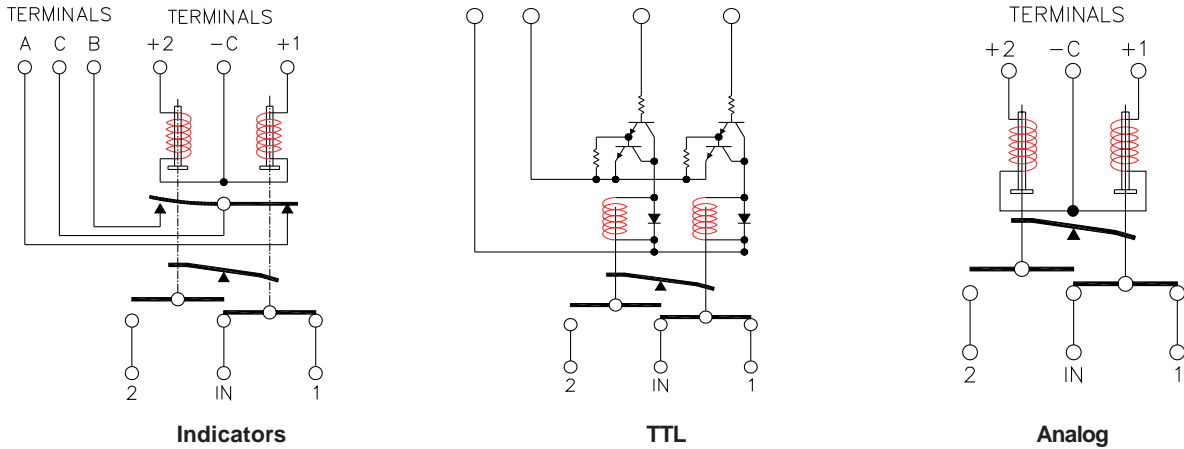 TERMINALS TERMINALS
A C B +2 −C +1
2 IN 1
Indicators
2 IN 1
TTL
TERMINALS
+2 −C +1
2 IN 1
Analog